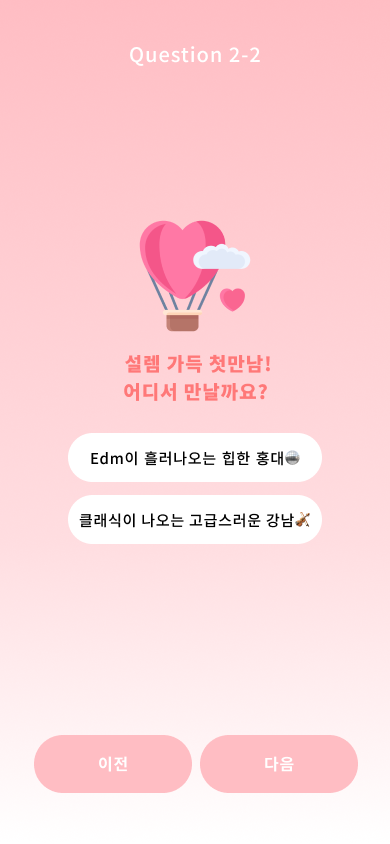 Question 2-2
설렘 가득 첫만남!
어디서 만날까요?
Edm이 흘러나오는 힙한 홍대
클래식이 나오는 고급스러운 강남🎻
이전
다음